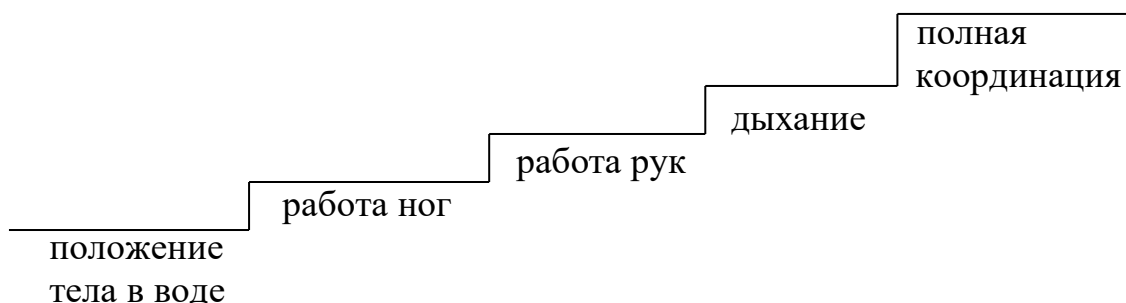 полная
координация
дыхание
работа рук
работа ног
положение
тела в воде